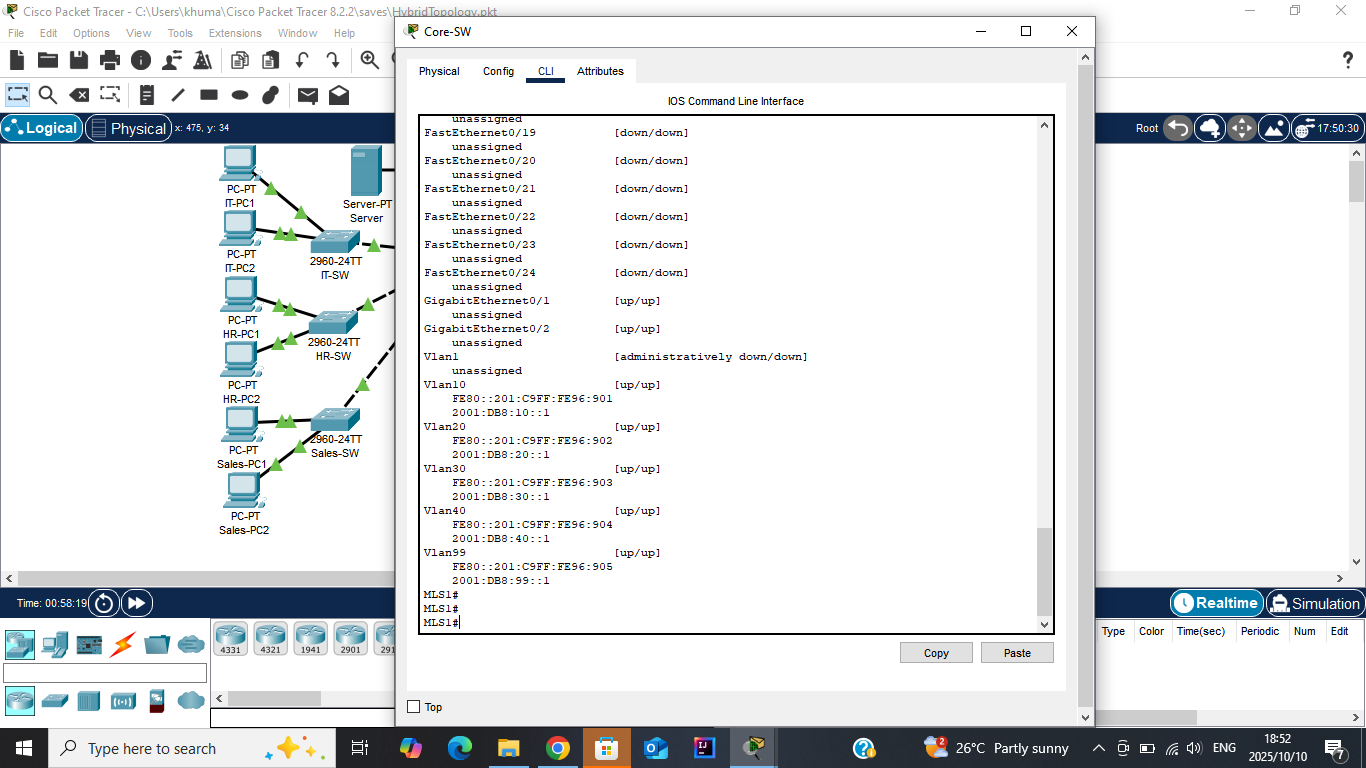 Cisco Packet Tracer - C:\Users\khuma\Cisco Packet Tracer 8.2.2\saves\HybridTopology.pkt
File Edit Options View Tools Extensions Window Help
Logical
Physical
x: 475, y: 34
Root
17:50:30
PC-PT
IT-PC1
Server-PT
Server
PC-PT
IT-PC2
2960-24TT
IT-SW
PC-PT
HR-PC1
2960-24TT
HR-SW
PC-PT
HR-PC2
2960-24TT
Sales-SW
PC-PT
Sales-PC1
PC-PT
Sales-PC2
Core-SW
Physical Config CLI Attributes
IOS Command Line Interface
unassigned
FastEthernet0/19 [down/down]
unassigned
FastEthernet0/20 [down/down]
unassigned
FastEthernet0/21 [down/down]
unassigned
FastEthernet0/22 [down/down]
unassigned
FastEthernet0/23 [down/down]
unassigned
FastEthernet0/24 [down/down]
unassigned
GigabitEthernet0/1 [up/up]
unassigned
GigabitEthernet0/2 [up/up]
unassigned
Vlan1 [administratively down/down]
unassigned
Vlan10 [up/up]
FE80::201:C9FF:FE96:901
2001:DB8:10::1
Vlan20 [up/up]
FE80::201:C9FF:FE96:902
2001:DB8:20::1
Vlan30 [up/up]
FE80::201:C9FF:FE96:903
2001:DB8:30::1
Vlan40 [up/up]
FE80::201:C9FF:FE96:904
2001:DB8:40::1
Vlan99 [up/up]
FE80::201:C9FF:FE96:905
2001:DB8:99::1
MLS1#
MLS1#
MLS1#
Copy Paste
Top
Time: 00:58:19
Realtime Simulation
4331 4321 1941 2901 291
Type Color Time(sec) Periodic Num Edit
Type here to search
26°C Partly sunny
ENG
18:52
2025/10/10
7